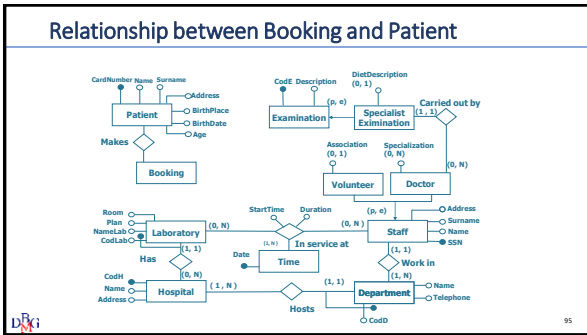 Relationship between Booking and Patient
CardNumber Name Surname
Address
Patient
BirthPlace
BirthDate
Age
Makes
Booking
CodE Description
DietDescription
(0, 1)
(p, e)
Carried out by
Examination
Specialist
Eximination
(1 , 1)
Association
(0, 1)
Specialization
(0, N)
(0, N)
Volunteer
Doctor
Room
Plan
NameLab
CodLab
Laboratory
(0, N)
StartTime
Duration
(p, e)
(0, N)
Staff
Address
Surname
Name
SSN
Has
(1, 1)
(1, N)
In service at
Date
Time
(1, 1)
Work in
CodH
Name
Address
(0, N)
Hospital
(1, N)
Hosts
(1, 1)
(1, N)
Department
Name
Telephone
CodD
DBMG
95